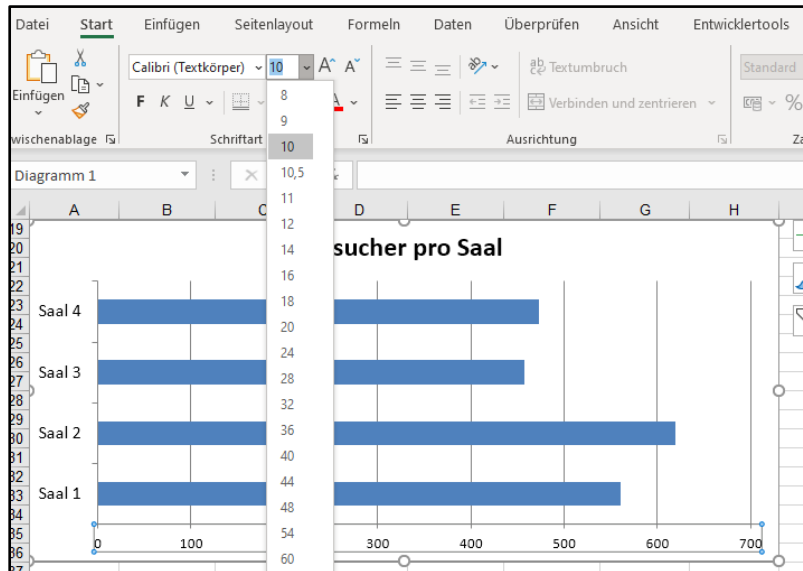 Datei Start Einfügen Seitenlayout Formeln Daten Überprüfen Ansicht Entwicklertools
Einfügen
Calibri (Textkörper) 10 A A
ab Textumbruch
Standard
F K U A
Verbinden und zentrieren
%
wischenablage Schriftart Ausrichtung Za
Diagramm 1
8
9
10
10,5
11
12
14
16
18
20
24
28
32
36
40
44
48
54
60
A B C D E F G H
19
20
21
22
23
24
25
26
27
28
29
30
31
32
33
34
35
36
37
sucher pro Saal
Saal 4
Saal 3
Saal 2
Saal 1
0 100 300 400 500 600 700